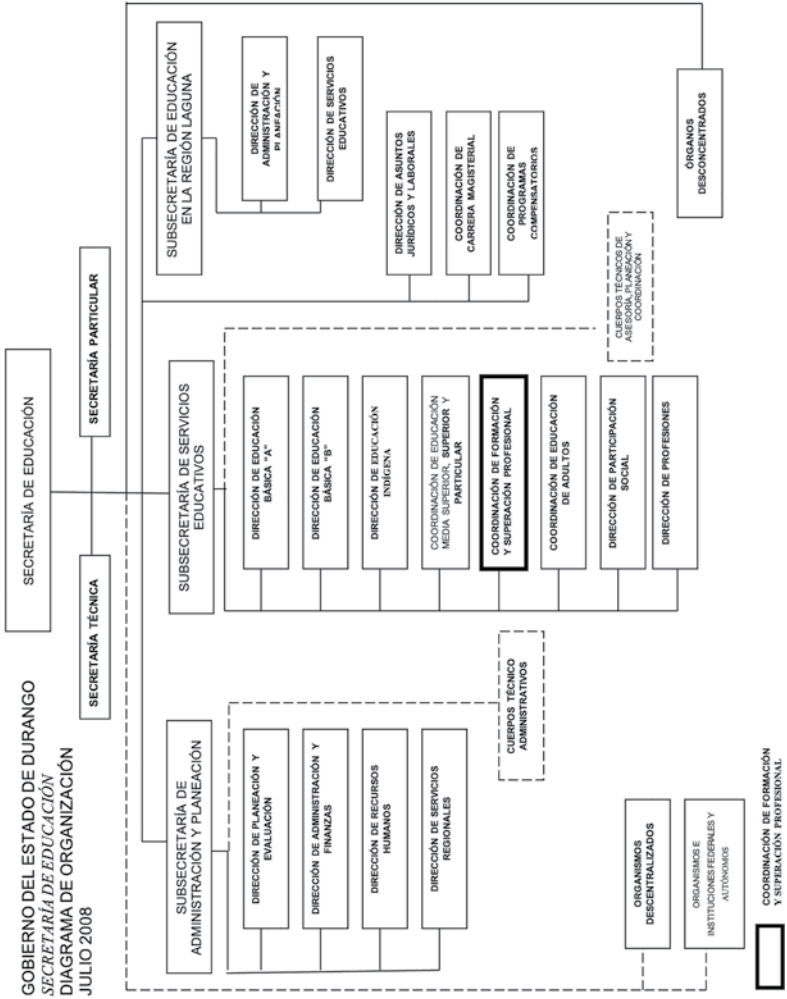 GOBIERNO DEL ESTADO DE DURANGO
SECRETARÍA DE EDUCACIÓN
DIAGRAMA DE ORGANIZACIÓN
JULIO 2008
SECRETARÍA DE EDUCACIÓN
SECRETARÍA TÉCNICA
SECRETARÍA PARTICULAR
SUBSECRETARÍA DE
ADMINISTRACIÓN Y PLANEACIÓN
DIRECCIÓN DE PLANEACIÓN Y
EVALUACIÓN
DIRECCIÓN DE ADMINISTRACIÓN Y
FINANZAS
DIRECCIÓN DE RECURSOS
HUMANOS
DIRECCIÓN DE SERVICIOS
REGIONALES
CUERPOS TÉCNICO
ADMINISTRATIVOS
SUBSECRETARÍA DE SERVICIOS
EDUCATIVOS
DIRECCIÓN DE EDUCACIÓN
BÁSICA “A”
DIRECCIÓN DE EDUCACIÓN
BÁSICA “B”
DIRECCIÓN DE EDUCACIÓN
INDÍGENA
COORDINACIÓN DE EDUCACIÓN
MEDIA SUPERIOR, SUPERIOR Y
PARTICULAR
COORDINACIÓN DE FORMACIÓN
Y SUPERACIÓN PROFESIONAL
COORDINACIÓN DE EDUCACIÓN
DE ADULTOS
DIRECCIÓN DE PARTICIPACIÓN
SOCIAL
DIRECCIÓN DE PROFESIONES
CUERPOS TÉCNICOS DE
ASESORÍA, PLANEACIÓN Y
COORDINACIÓN
SUBSECRETARÍA DE EDUCACIÓN
EN LA REGIÓN LAGUNA
DIRECCIÓN DE
ADMINISTRACIÓN Y
PLANEACIÓN
DIRECCIÓN DE SERVICIOS
EDUCATIVOS
DIRECCIÓN DE ASUNTOS
JURÍDICOS Y LABORALES
COORDINACIÓN DE
CARRERA MAGISTERIAL
COORDINACIÓN DE
PROGRAMAS
COMPENSATORIOS
ORGANISMOS
DESCENTRALIZADOS
ORGANISMOS E
INSTITUCIONES FEDERALES Y
AUTÓNOMOS
ÓRGANOS
DESCONCENTRADOS
COORDINACIÓN DE FORMACIÓN
Y SUPERACIÓN PROFESIONAL